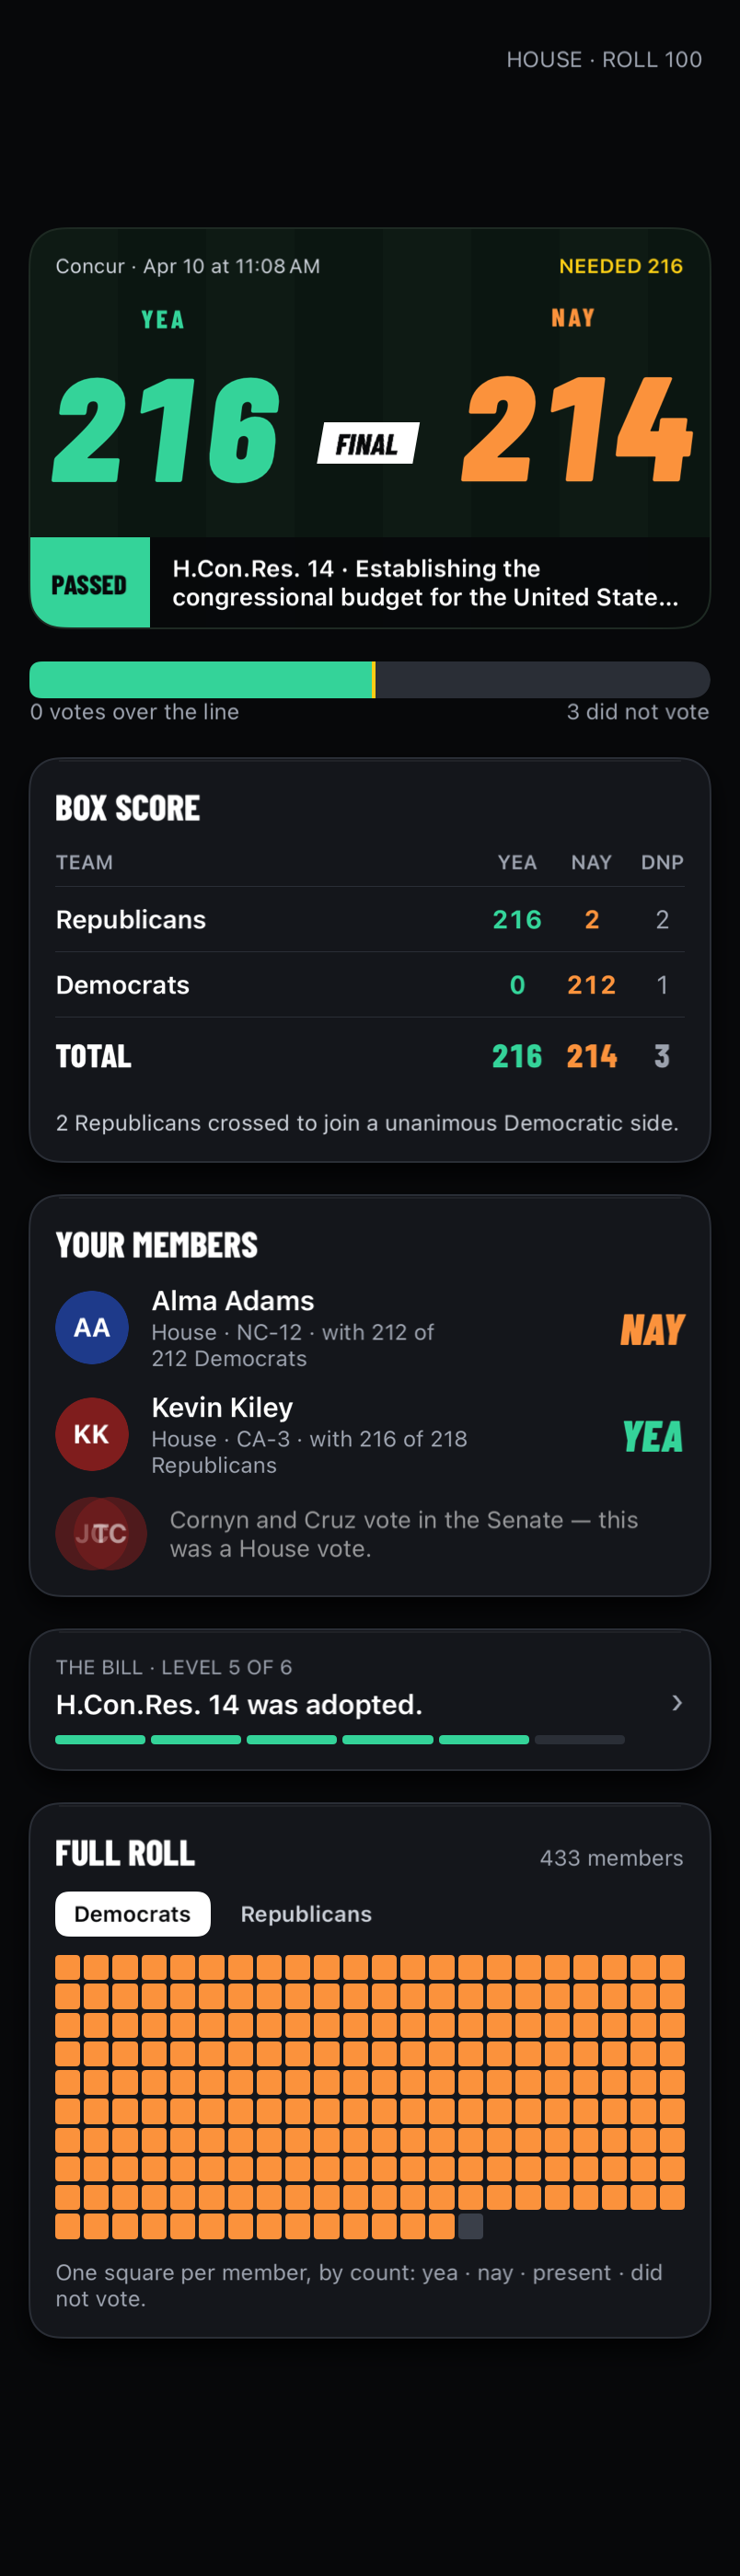 HOUSE · ROLL 100
Concur · Apr 10 at 11:08 AM
NEEDED 216
YEA
NAY
216
FINAL
214
PASSED
H.Con.Res. 14 · Establishing the
congressional budget for the United State...
0 votes over the line
3 did not vote
BOX SCORE
TEAM YEA NAY DNP
Republicans 216 2 2
Democrats 0 212 1
TOTAL 216 214 3
2 Republicans crossed to join a unanimous Democratic side.
YOUR MEMBERS
AA
Alma Adams
House · NC-12 · with 212 of
212 Democrats
NAY
KK
Kevin Kiley
House · CA-3 · with 216 of 218
Republicans
YEA
JC
TC
Cornyn and Cruz vote in the Senate — this
was a House vote.
THE BILL · LEVEL 5 OF 6
H.Con.Res. 14 was adopted.
FULL ROLL
433 members
Democrats
Republicans
One square per member, by count: yea · nay · present · did
not vote.